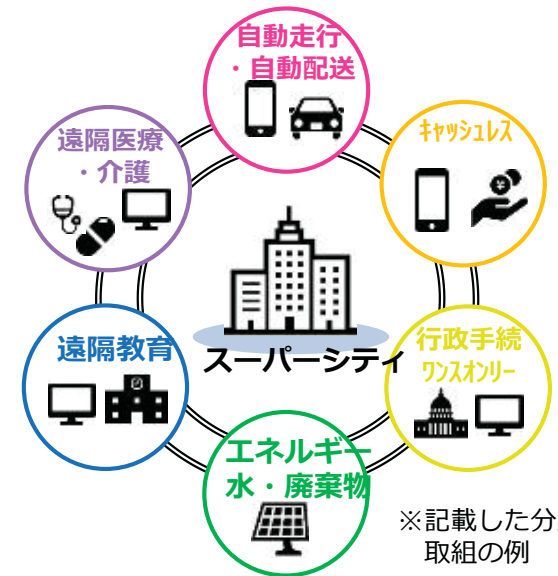 自動走行
・自動配送
遠隔医療
・介護
ｷｬｯｼｭﾚｽ
スーパーシティ
遠隔教育
行政手続
ﾜﾝｽｵﾝﾘｰ
エネルギー
水・廃棄物
※記載した分
取組の例